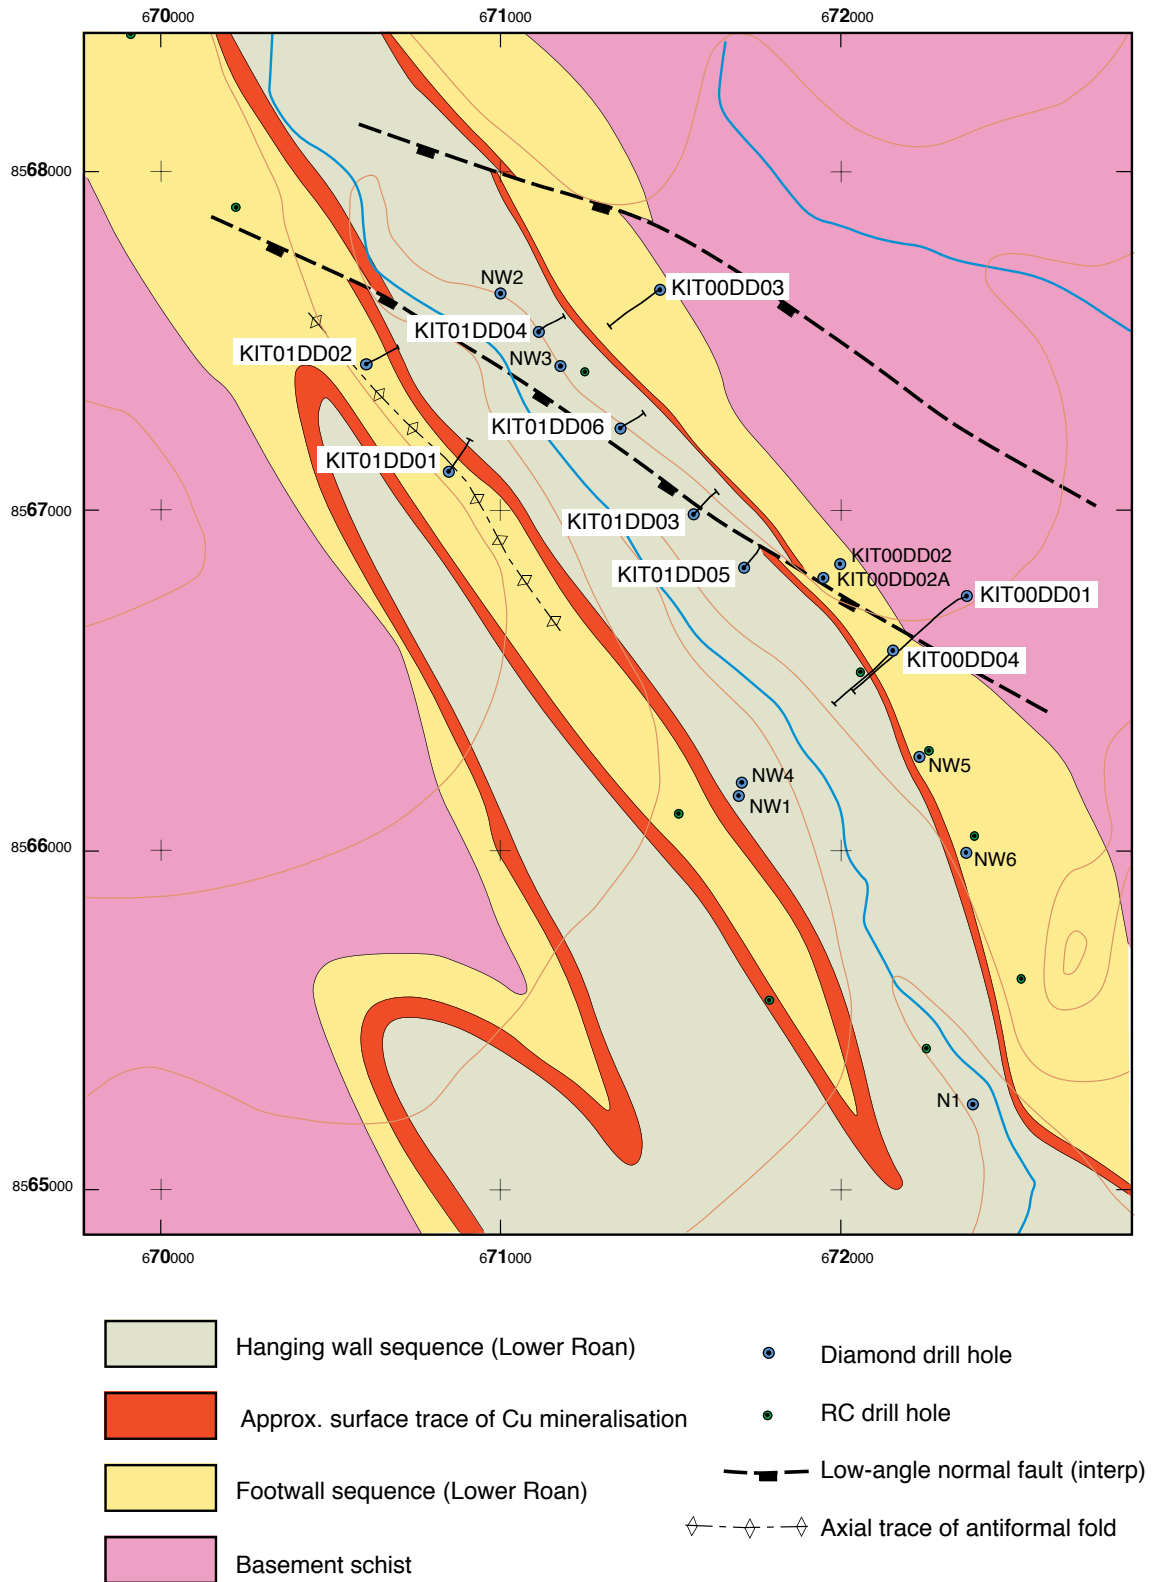 670000 671000 672000
8568000
NW2
KIT00DD03
KIT01DD04
KIT01DD02
NW3
KIT01DD06
KIT01DD01
8567000
KIT01DD03
KIT00DD02
KIT01DD05
KIT00DD02A
KIT00DD01
KIT00DD04
NW5
NW4
NW1
8566000
NW6
N1
8565000
670000 671000 672000
Hanging wall sequence (Lower Roan)
Approx. surface trace of Cu mineralisation
Footwall sequence (Lower Roan)
Basement schist
Diamond drill hole
RC drill hole
Low-angle normal fault (interp)
Axial trace of antiformal fold